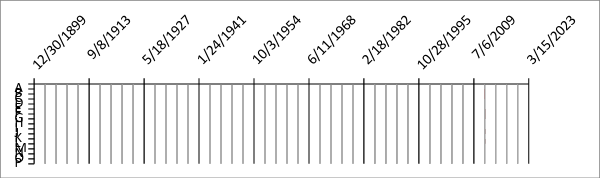 12/30/1899
9/8/1913
5/18/1927
1/24/1941
10/3/1954
6/11/1968
2/18/1982
10/28/1995
7/6/2009
3/15/2023
A
B
C
D
E
F
G
H
I
J
K
M
N
O
P